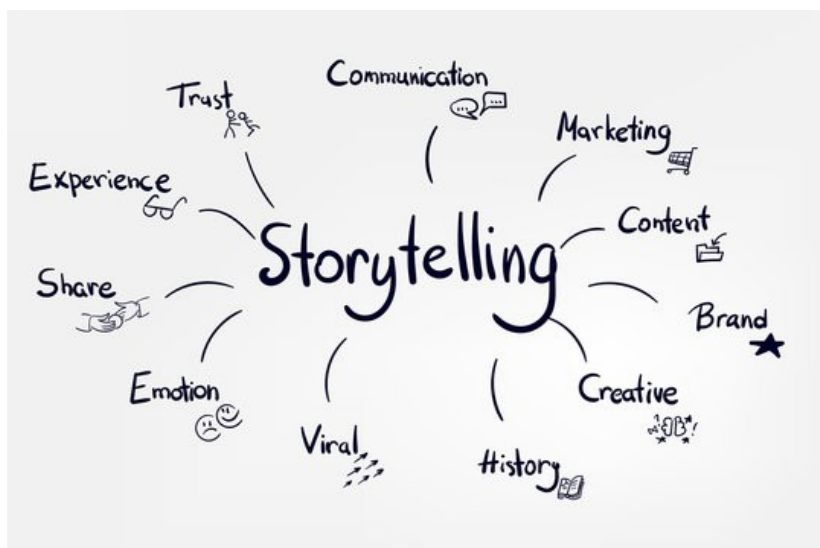 Communication
Trust
Marketing
Experience
Content
Storytelling
Share
Brand
Emotion
Creative
Viral
History